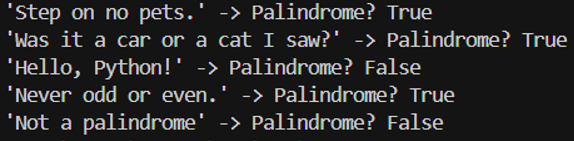 'Step on no pets.' -> Palindrome? True
'Was it a car or a cat I saw?' -> Palindrome? True
'Hello, Python!' -> Palindrome? False
'Never odd or even.' -> Palindrome? True
'Not a palindrome' -> Palindrome? False